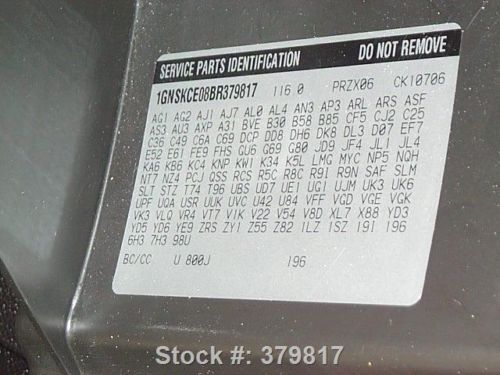 SERVICE PARTS IDENTIFICATION DO NOT REMOVE
1GNSKCE08BR379817 116 0 PRZX06 CK10706
AG1 AG2 AJ1 AJ7 AL0 AL4 AN3 AP3 ARL ARS ASF
AS3 AU3 AXP A31 BVE B30 B58 B85 CF5 CJ2 C25
C36 C49 C6A C69 DCP DD8 DH6 DK8 DL3 D07 EF7
E52 E61 FE9 FHS GU6 G69 G80 JD9 JF4 JL1 JL4
KA6 KB6 KC4 KNP KW1 K34 K5L LMG MYC NP5 NQH
NT7 NZ4 PCJ QSS RCS R5C R8C R9I R9N SAF SLM
SLT STZ T74 T96 UBS UD7 UE1 UG1 UJM UK3 UK6
UPF UQA USR UUK UVC U42 U84 VFF VGD VGE VGK
VK3 VLQ VR4 VT7 V1K V22 V54 V8D XL7 X88 YD3
YD5 YD6 YE9 ZRS ZY1 Z55 Z82 1LZ 1SZ 19I 196
6H3 7H3 98U
BC/CC U 800J I96
Stock #: 379817